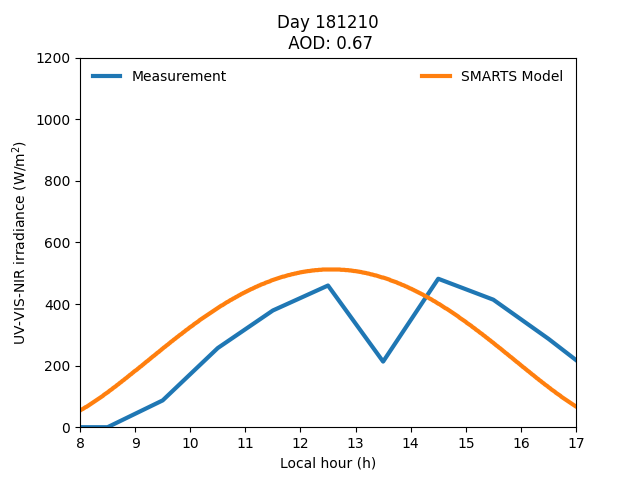 Day 181210
AOD: 0.67
Measurement
SMARTS Model
UV-VIS-NIR irradiance (W/m²)
1200
1000
800
600
400
200
0
8 9 10 11 12 13 14 15 16 17
Local hour (h)